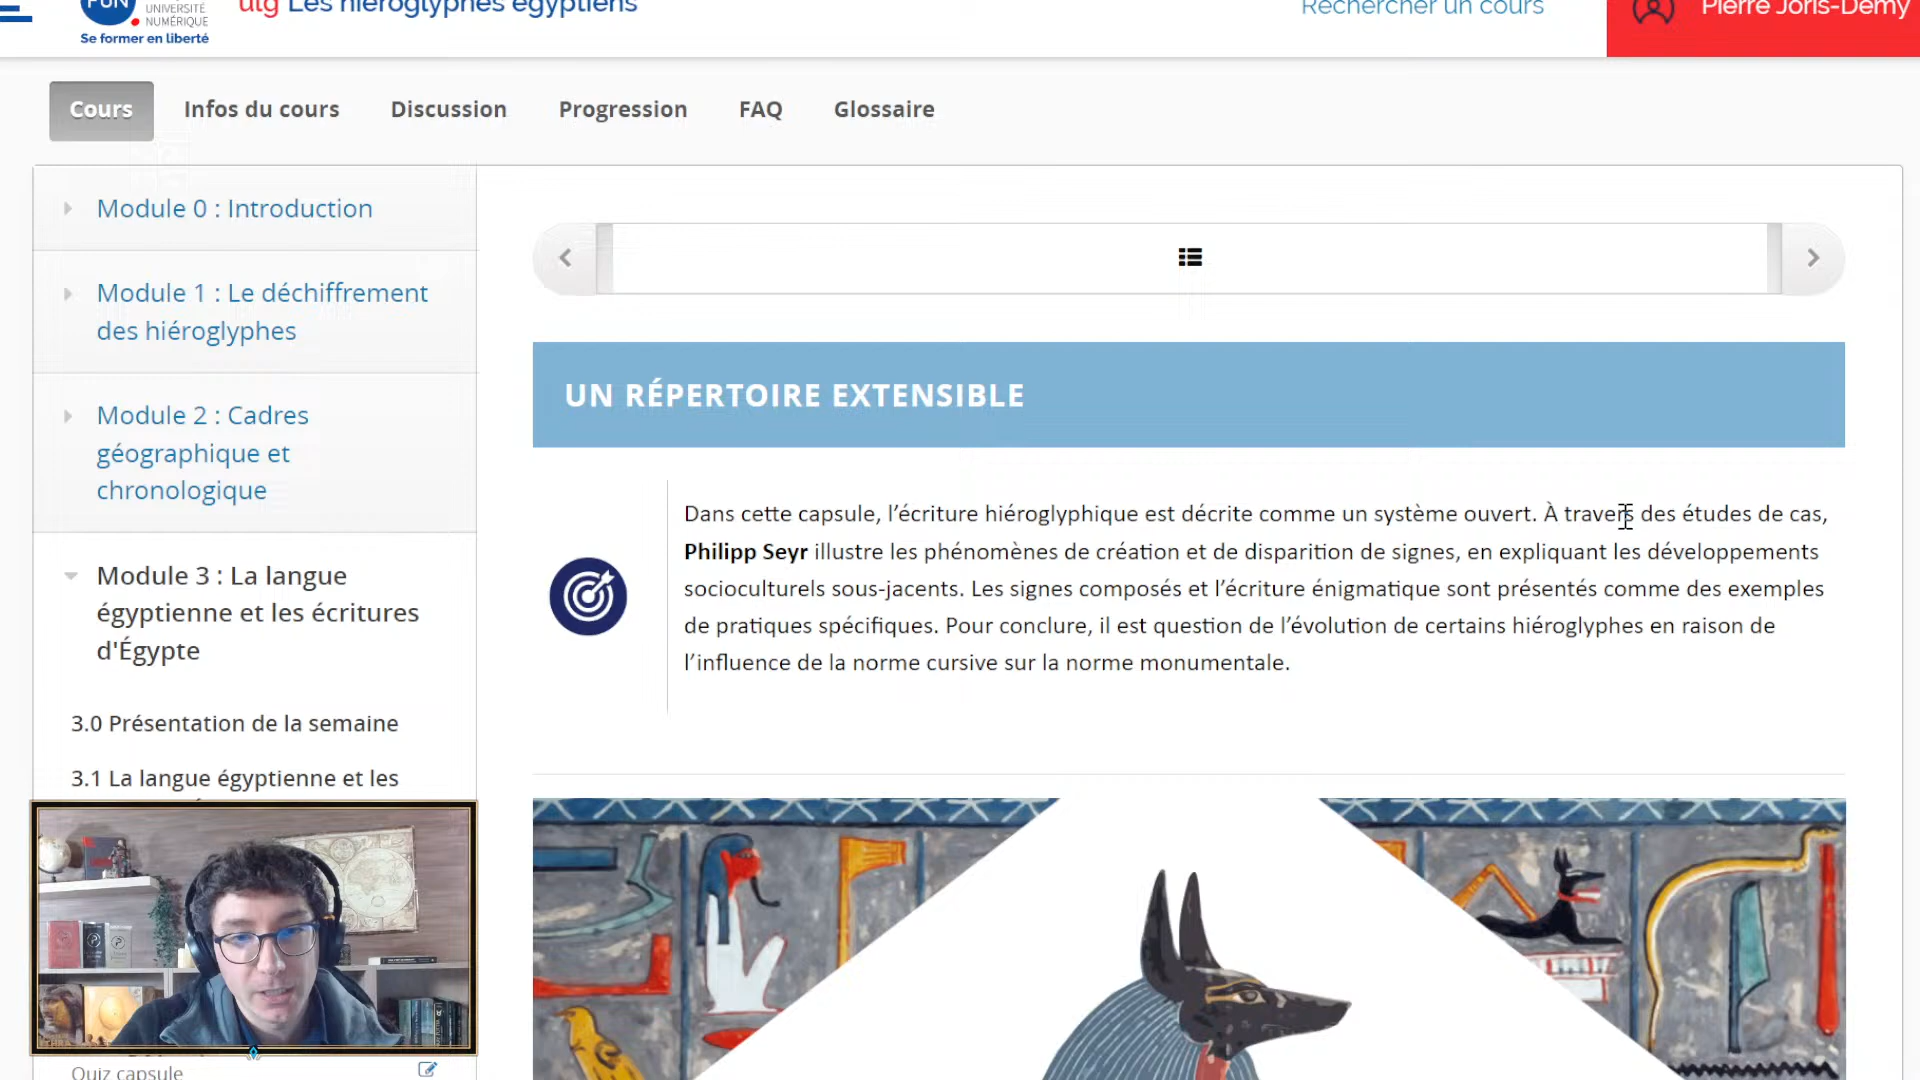 FUN
UNIVERSITÉ
NUMÉRIQUE
Se former en liberté
ulg Les hiéroglyphes égyptiens
Rechercher un cours
Pierre Joris-Demy
Cours
Infos du cours
Discussion
Progression
FAQ
Glossaire
Module 0 : Introduction
Module 1 : Le déchiffrement
des hiéroglyphes
Module 2 : Cadres
géographique et
chronologique
Module 3 : La langue
égyptienne et les écritures
d'Égypte
3.0 Présentation de la semaine
3.1 La langue égyptienne et les
Quiz capsule
UN RÉPERTOIRE EXTENSIBLE
Dans cette capsule, l’écriture hiéroglyphique est décrite comme un système ouvert. À travers des études de cas,
Philipp Seyr illustre les phénomènes de création et de disparition de signes, en expliquant les développements
socioculturels sous-jacents. Les signes composés et l’écriture énigmatique sont présentés comme des exemples
de pratiques spécifiques. Pour conclure, il est question de l’évolution de certains hiéroglyphes en raison de
l’influence de la norme cursive sur la norme monumentale.